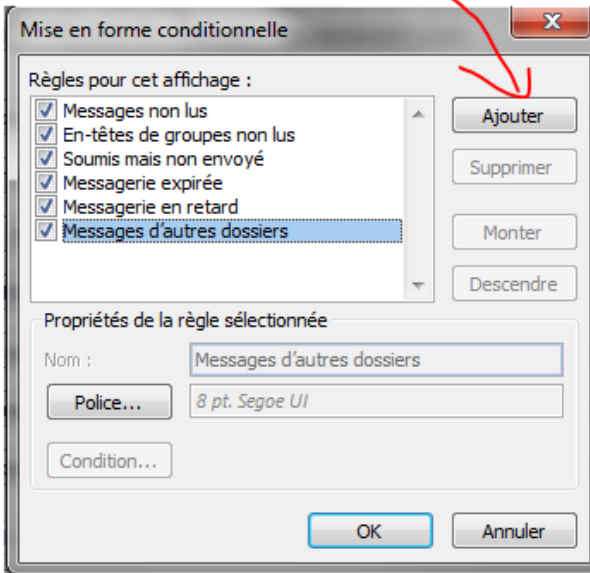 Mise en forme conditionnelle
Règles pour cet affichage :
Messages non lus
En-têtes de groupes non lus
Soumis mais non envoyé
Messagerie expirée
Messagerie en retard
Messages d'autres dossiers
Ajouter
Supprimer
Monter
Descendre
Propriétés de la règle sélectionnée
Nom : Messages d'autres dossiers
Police... 8 pt. Segoe UI
Condition...
OK Annuler